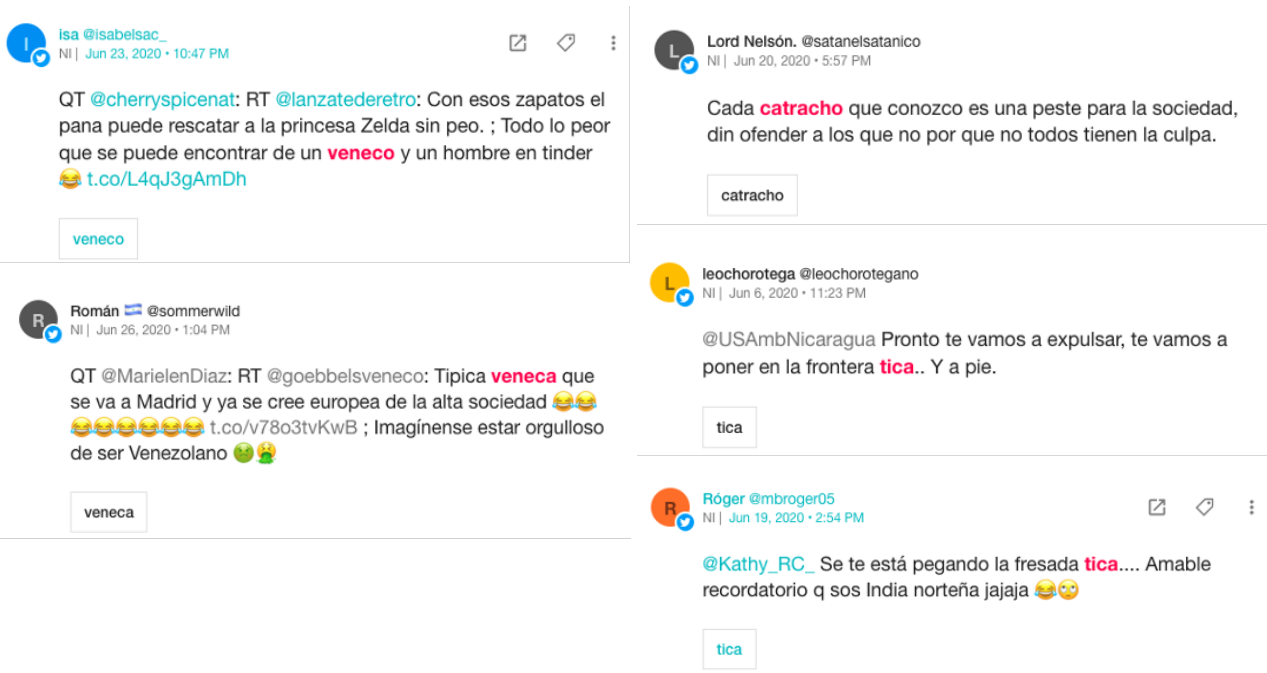 I
isa @isabelsac_
NI | Jun 23, 2020 • 10:47 PM
QT @cherryspicenat: RT @lanzatederetro: Con esos zapatos el
pana puede rescatar a la princesa Zelda sin peo. ; Todo lo peor
que se puede encontrar de un veneco y un hombre en tinder
😂 t.co/L4qJ3gAmDh
veneco
R
Román 🇳🇮 @sommerwild
NI | Jun 26, 2020 • 1:04 PM
QT @MarielenDiaz: RT @goebbelsveneco: Tipica veneca que
se va a Madrid y ya se cree europea de la alta sociedad 😂😂
😂😂😂😂😂😂 t.co/v78o3tvKwB ; Imagínense estar orgulloso
de ser Venezolano 🤢🤮
veneca
L
Lord Nelsón. @satanelsatanico
NI | Jun 20, 2020 • 5:57 PM
Cada catracho que conozco es una peste para la sociedad,
din ofender a los que no por que no todos tienen la culpa.
catracho
L
leochorotega @leochorotegano
NI | Jun 6, 2020 • 11:23 PM
@USAmbNicaragua Pronto te vamos a expulsar, te vamos a
poner en la frontera tica.. Y a pie.
tica
R
Róger @mbroger05
NI | Jun 19, 2020 • 2:54 PM
@Kathy_RC_ Se te está pegando la fresada tica.... Amable
recordatorio q sos India norteña jajaja 😂🙄
tica